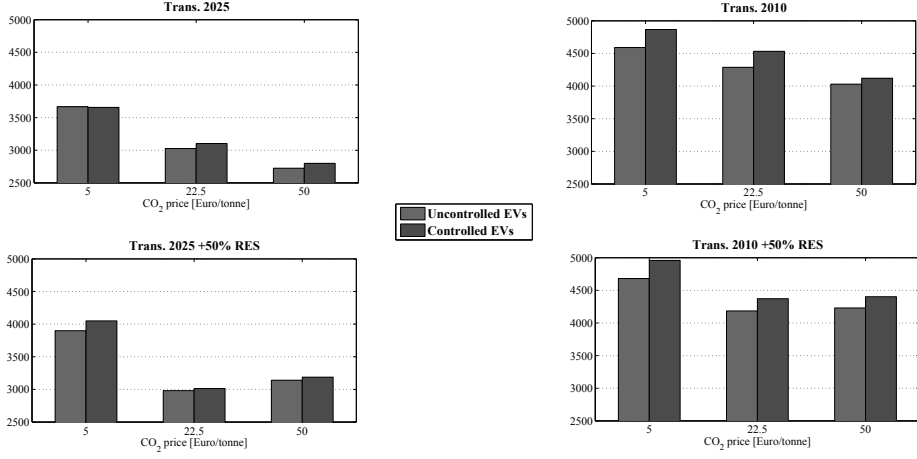 Trans. 2025
5000
4500
4000
3500
3000
2500
5 22.5 50
CO2 price [Euro/tonne]
Trans. 2010
5000
4500
4000
3500
3000
2500
5 22.5 50
CO2 price [Euro/tonne]
Uncontrolled EVs
Controlled EVs
Trans. 2025 +50% RES
5000
4500
4000
3500
3000
2500
5 22.5 50
CO2 price [Euro/tonne]
Trans. 2010 +50% RES
5000
4500
4000
3500
3000
2500
5 22.5 50
CO2 price [Euro/tonne]